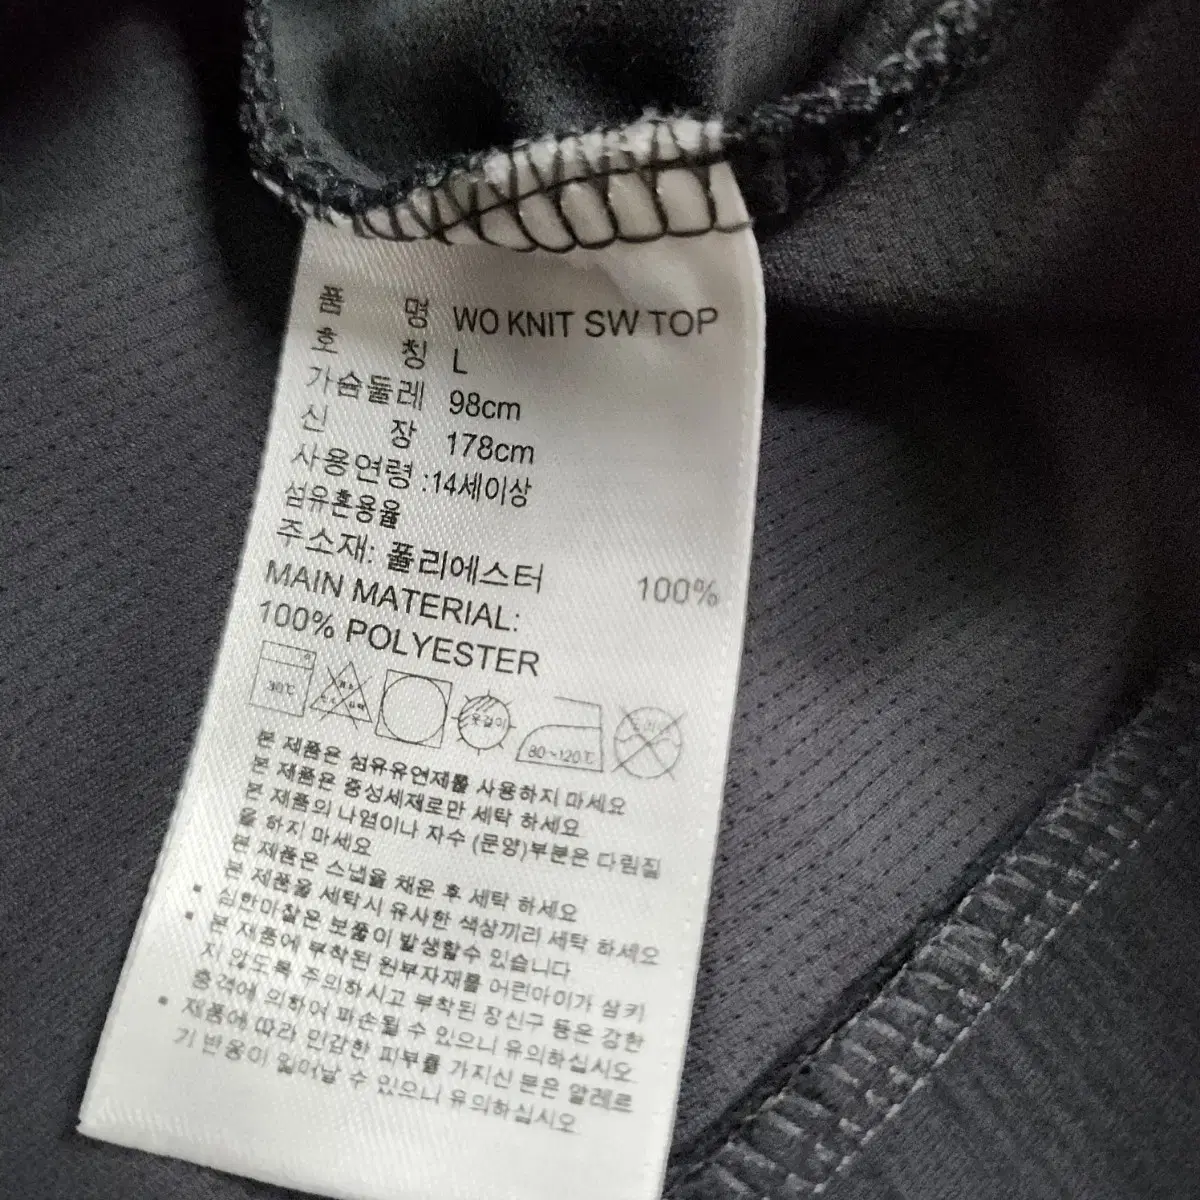 품 명 WO KNIT SW TOP
호 칭 L
가슴둘레 98cm
신 장 178cm
사용연령 :14세이상
섬유혼용율
주소재: 폴리에스터 100%
MAIN MATERIAL:
100% POLYESTER
30℃ 옷걸이 80~120℃ 드라이
본 제품은 섬유유연제를 사용하지 마세요
본 제품은 중성세제로만 세탁 하세요
본 제품의 나염이나 자수 (문양)부분은 다림질
을 하지 마세요
본 제품은 스냅을 채운 후 세탁 하세요
본 제품을 세탁시 유사한 색상끼리 세탁 하세요
▪ 심한마찰은 보풀이 발생할수 있습니다
▪ 본 제품에 부착된 원부자재를 어린아이가 삼키
지 않도록 주의하시고 부착된 장신구 등은 강한
충격에 의하여 파손될 수 있으니 유의하십시오
▪ 제품에 따라 민감한 피부를 가지신 분은 알레르
기 반응이 일어날 수 있으니 유의하십시오